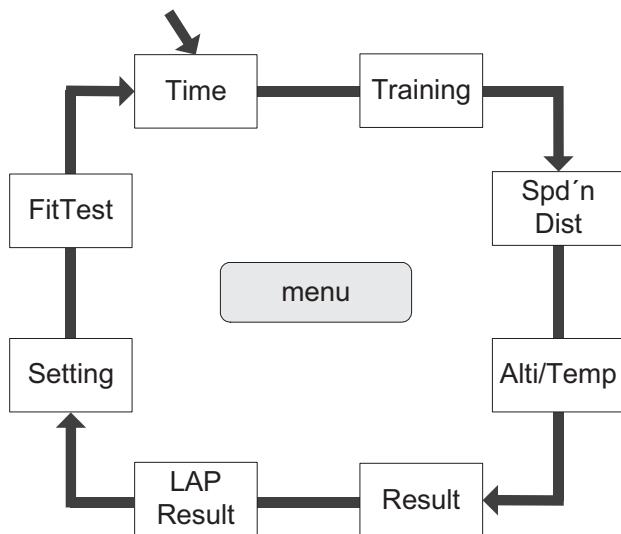 Time
Training
FitTest
Spd´n
Dist
menu
Setting
Alti/Temp
LAP
Result
Result